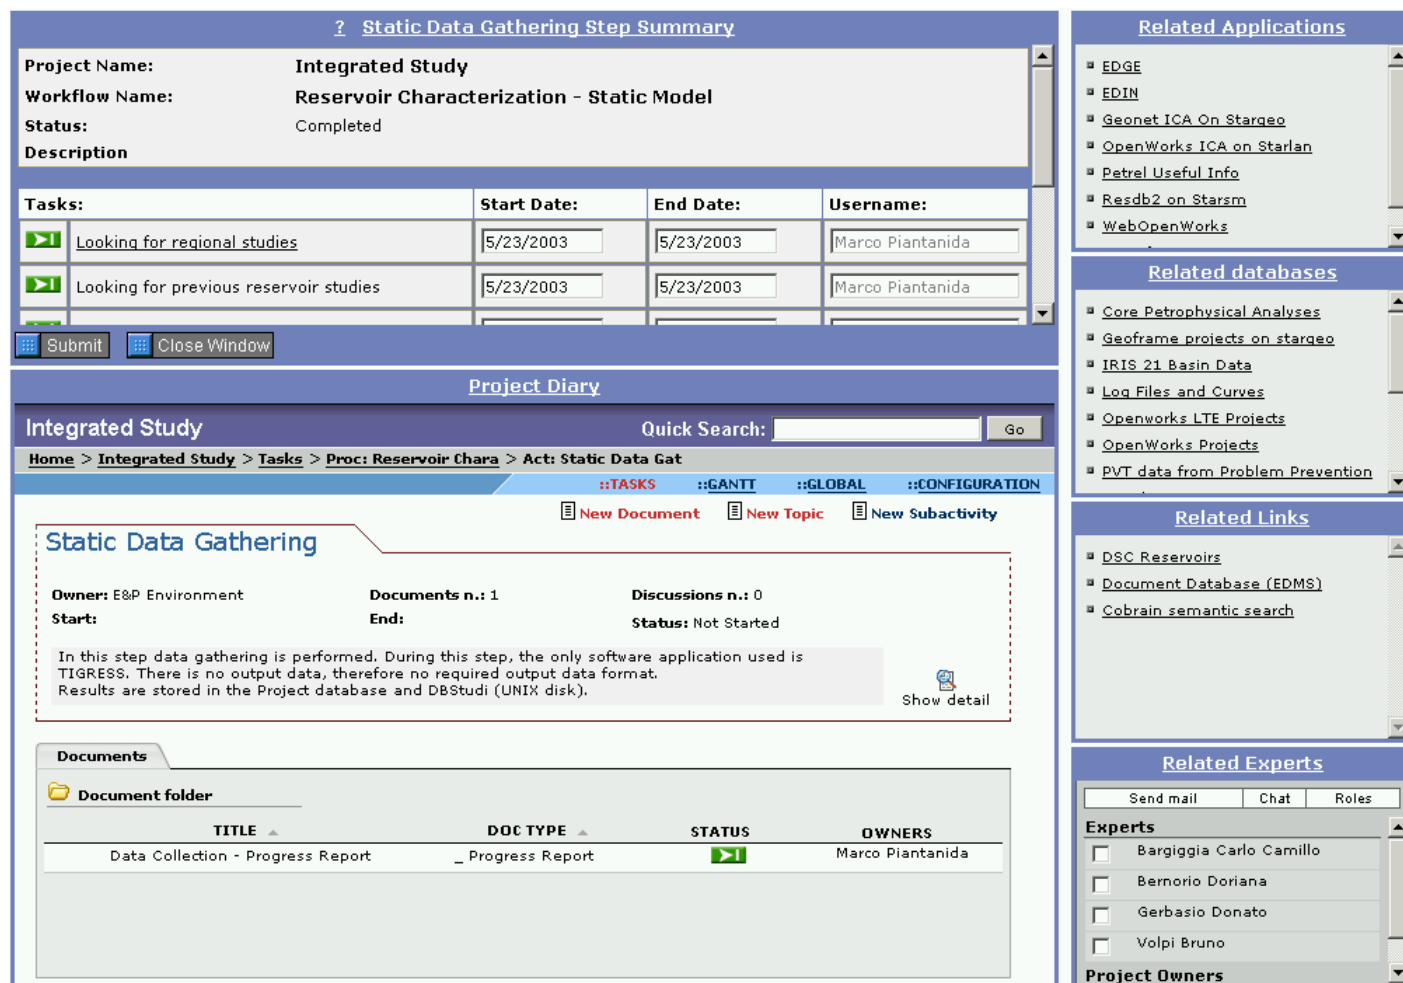 ? Static Data Gathering Step Summary
Project Name: Integrated Study
Workflow Name: Reservoir Characterization - Static Model
Status: Completed
Description
Tasks: Start Date: End Date: Username:
Looking for regional studies 5/23/2003 5/23/2003 Marco Piantanida
Looking for previous reservoir studies 5/23/2003 5/23/2003 Marco Piantanida
Submit Close Window
Project Diary
Integrated Study Quick Search: Go
Home > Integrated Study > Tasks > Proc: Reservoir Chara > Act: Static Data Gat
::TASKS ::GANTT ::GLOBAL ::CONFIGURATION
New Document New Topic New Subactivity
Static Data Gathering
Owner: E&P Environment Documents n.: 1 Discussions n.: 0
Start: End: Status: Not Started
In this step data gathering is performed. During this step, the only software application used is
TIGRESS. There is no output data, therefore no required output data format.
Results are stored in the Project database and DBStudi (UNIX disk).
Show detail
Documents
Document folder
TITLE DOC TYPE STATUS OWNERS
Data Collection - Progress Report _ Progress Report Marco Piantanida
Related Applications
EDGE
EDIN
Geonet ICA On Stargeo
OpenWorks ICA on Starlan
Petrel Useful Info
Resdb2 on Starsm
WebOpenWorks
Related databases
Core Petrophysical Analyses
Geoframe projects on stargeo
IRIS 21 Basin Data
Log Files and Curves
Openworks LTE Projects
OpenWorks Projects
PVT data from Problem Prevention
Related Links
DSC Reservoirs
Document Database (EDMS)
Cobrain semantic search
Related Experts
Send mail Chat Roles
Experts
Bargiggia Carlo Camillo
Bernorio Doriana
Gerbasio Donato
Volpi Bruno
Project Owners